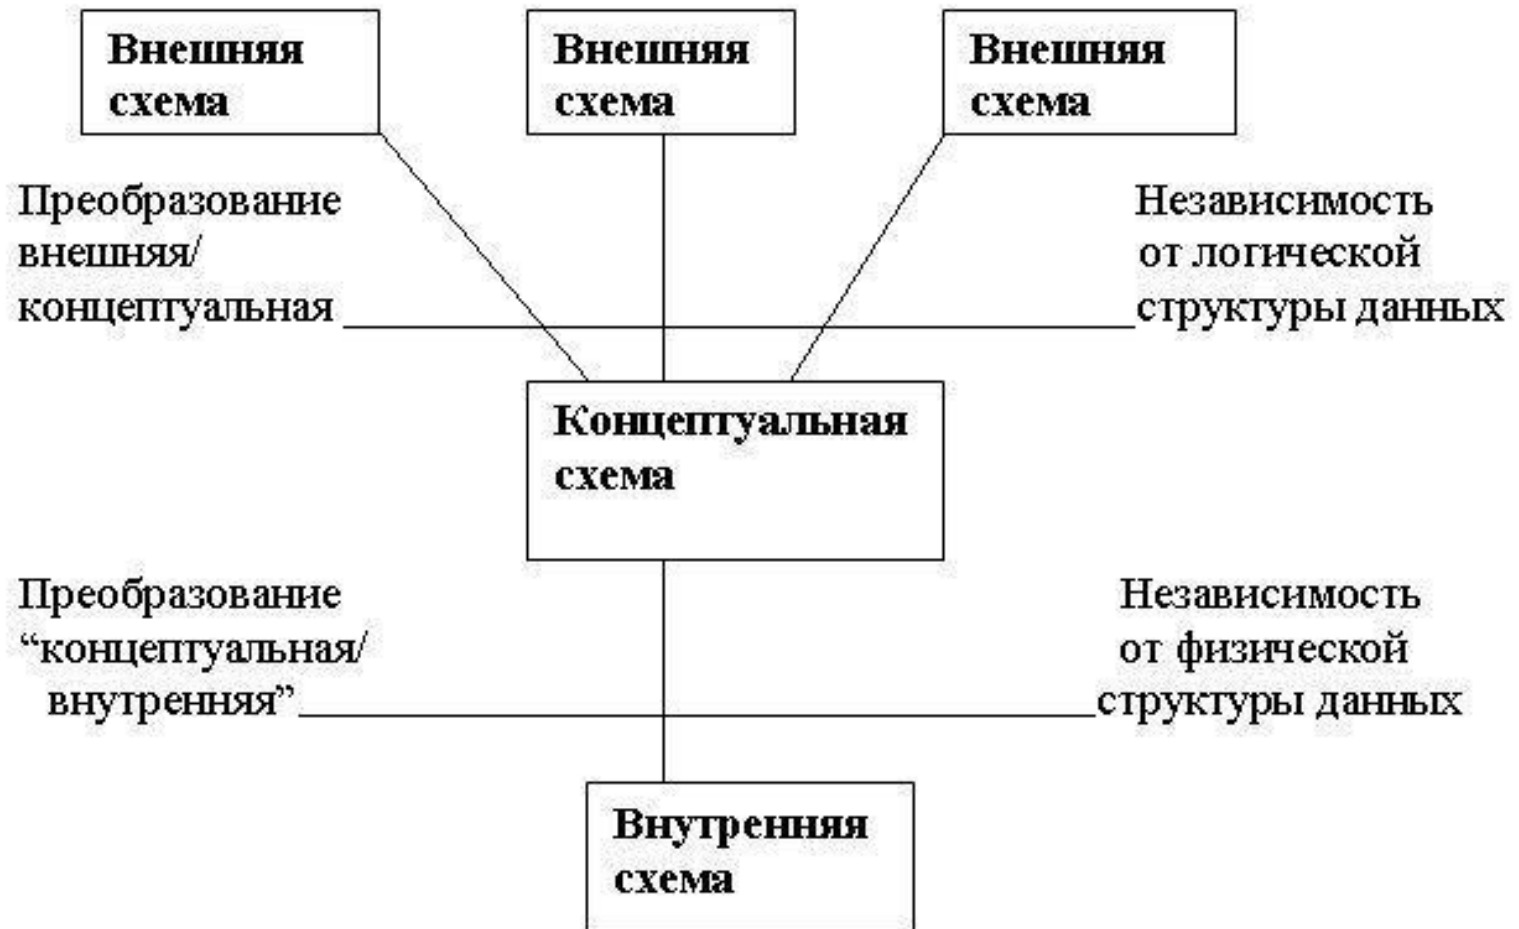 Внешняя
схема
Внешняя
схема
Внешняя
схема
Преобразование
внешняя/
концептуальная
Независимость
от логической
структуры данных
Концептуальная
схема
Преобразование
“концептуальная/
внутренняя”
Независимость
от физической
структуры данных
Внутренняя
схема